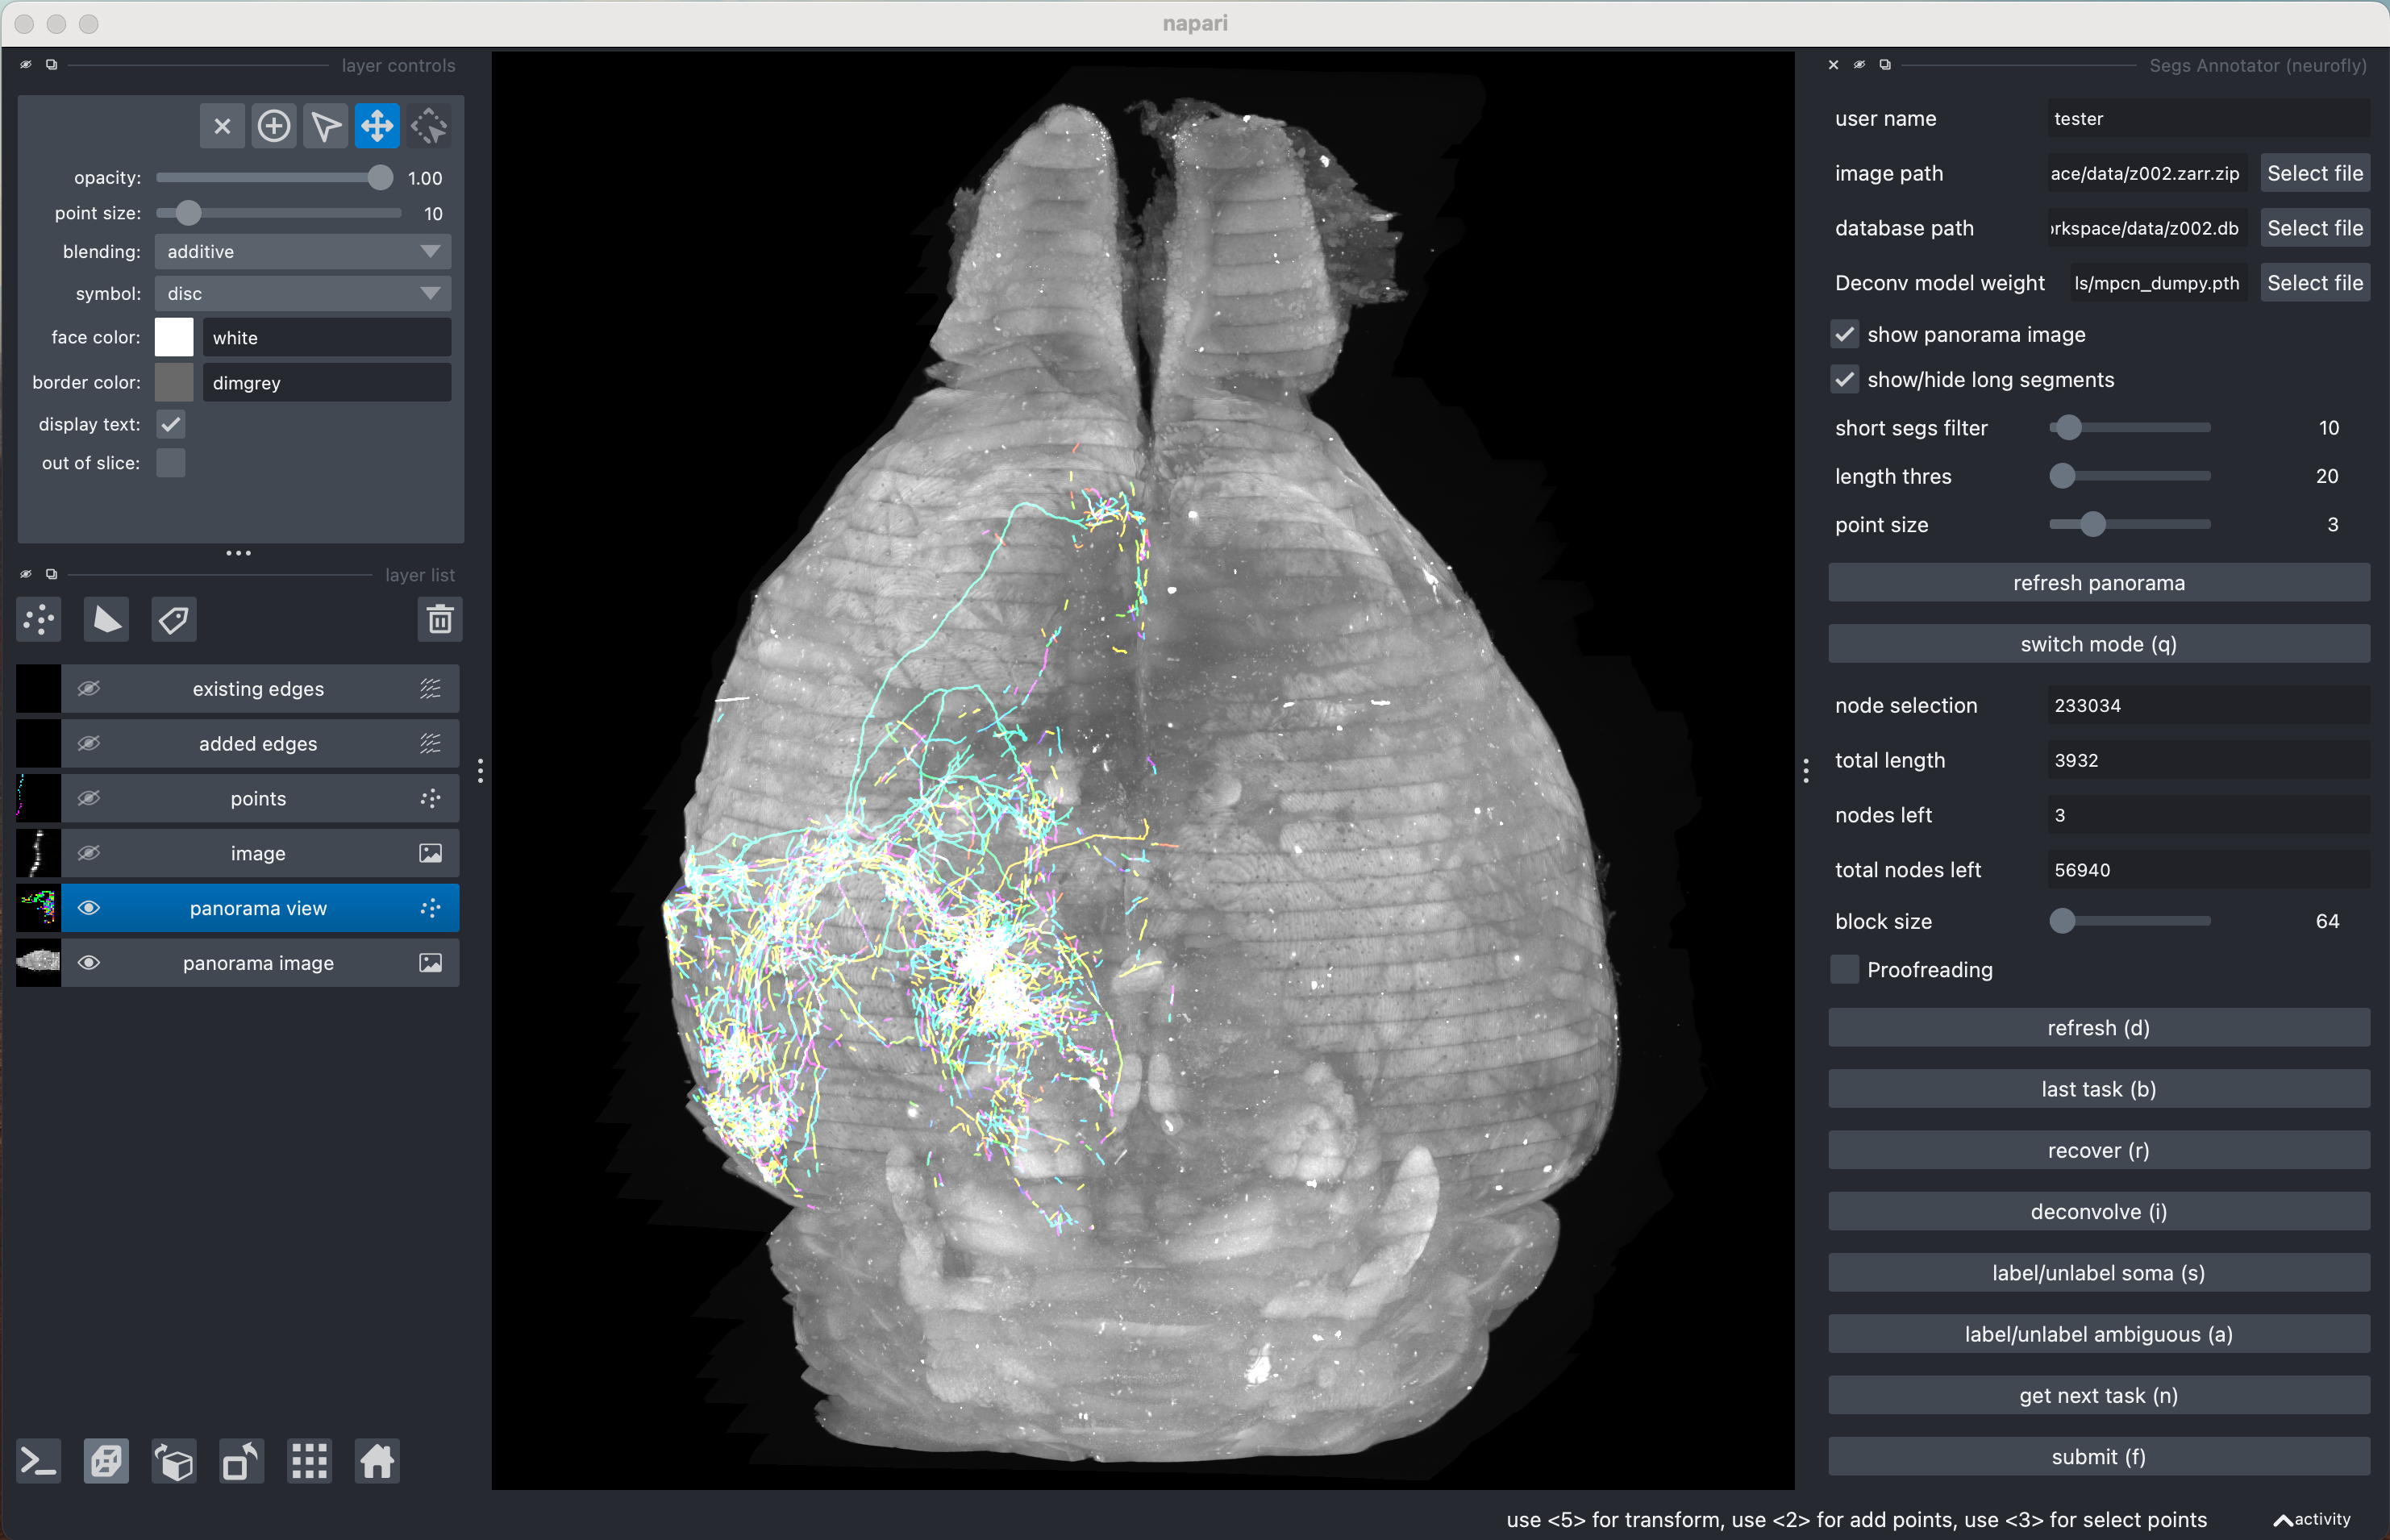 napari
layer controls
opacity: 1.00
point size: 10
blending: additive
symbol: disc
face color: white
border color: dimgrey
display text:
out of slice:
layer list
existing edges
added edges
points
image
panorama view
panorama image
Segs Annotator (neurofly)
user name tester
image path ace/data/z002.zarr.zip Select file
database path orkspace/data/z002.db Select file
Deconv model weight ls/mpcn_dumpy.pth Select file
show panorama image
show/hide long segments
short segs filter 10
length thres 20
point size 3
refresh panorama
switch mode (q)
node selection 233034
total length 3932
nodes left 3
total nodes left 56940
block size 64
Proofreading
refresh (d)
last task (b)
recover (r)
deconvolve (i)
label/unlabel soma (s)
label/unlabel ambiguous (a)
get next task (n)
submit (f)
use <5> for transform, use <2> for add points, use <3> for select points
activity